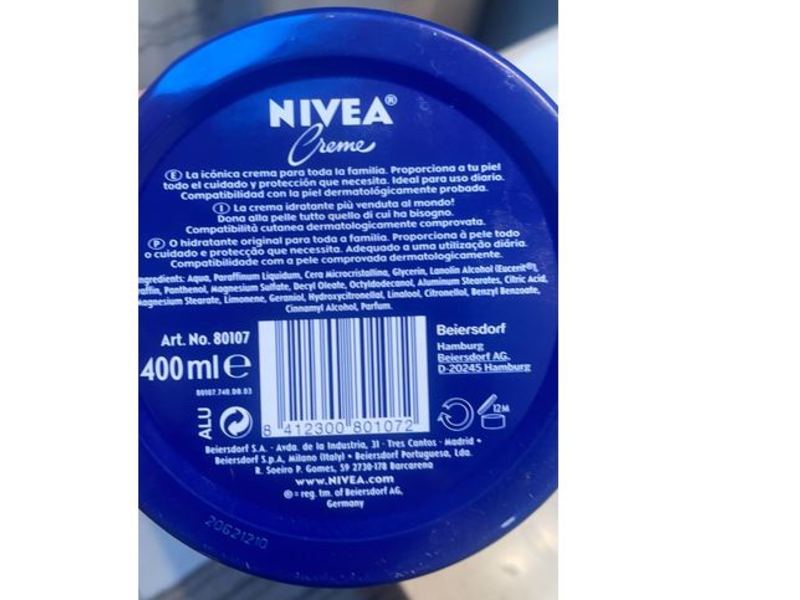 NIVEA®
Creme
E La icónica crema para toda la familia. Proporciona a tu piel
todo el cuidado y protección que necesita. Ideal para uso diario.
Compatibilidad con la piel dermatológicamente probada.
I La crema idratante più venduta al mondo!
Dona alla pelle tutto quello di cui ha bisogno.
Compatibilità cutanea dermatologicamente comprovata.
P O hidratante original para toda a família. Proporciona à pele todo
o cuidado e protecção que necessita. Adequado a uma utilização diária.
Compatibilidade com a pele comprovada dermatologicamente.
ngredients: Aqua, Paraffinum Liquidum, Cera Microcristallina, Glycerin, Lanolin Alcohol (Eucerit®),
affin, Panthenol, Magnesium Sulfate, Decyl Oleate, Octyldodecanol, Aluminum Stearates, Citric Acid,
Magnesium Stearate, Limonene, Geraniol, Hydroxycitronellal, Linalool, Citronellol, Benzyl Benzoate,
Cinnamyl Alcohol, Parfum.
Art. No. 80107
400 ml e
80107.740.D0.03
ALU
8 412300 801072
Beiersdorf
Hamburg
Beiersdorf AG,
D-20245 Hamburg
12M
Beiersdorf S.A. · Avda. de la Industria, 31 · Tres Cantos · Madrid •
Beiersdorf S.p.A, Milano (Italy) • Beiersdorf Portuguesa, Lda.
R. Soeiro P. Gomes, 59 2730-178 Barcarena
www.NIVEA.com
® = reg. tm. of Beiersdorf AG,
Germany
20621210